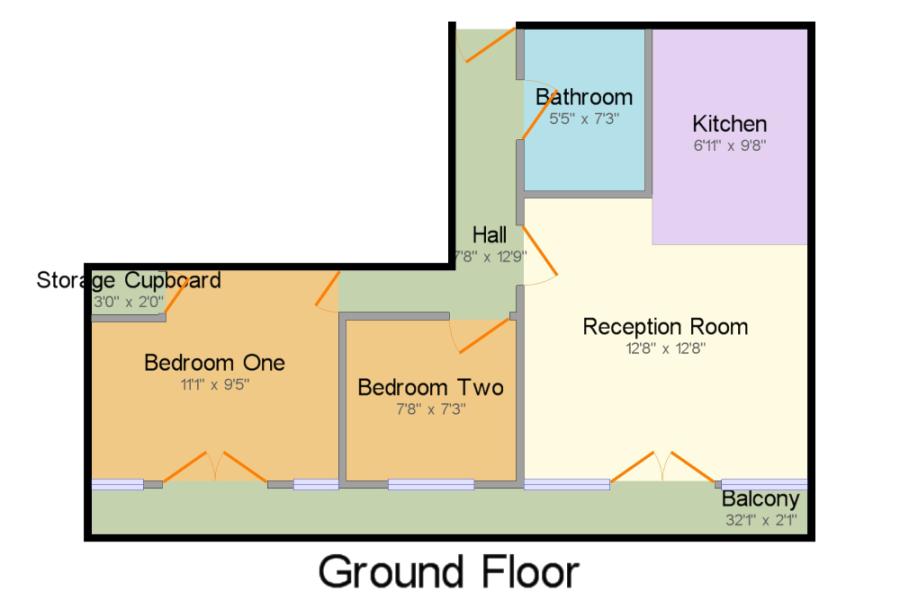 Bathroom
5'5" x 7'3"
Kitchen
6'11" x 9'8"
Hall
7'8" x 12'9"
Storage Cupboard
3'0" x 2'0"
Reception Room
12'8" x 12'8"
Bedroom One
11'1" x 9'5"
Bedroom Two
7'8" x 7'3"
Balcony
32'1" x 2'1"
Ground Floor